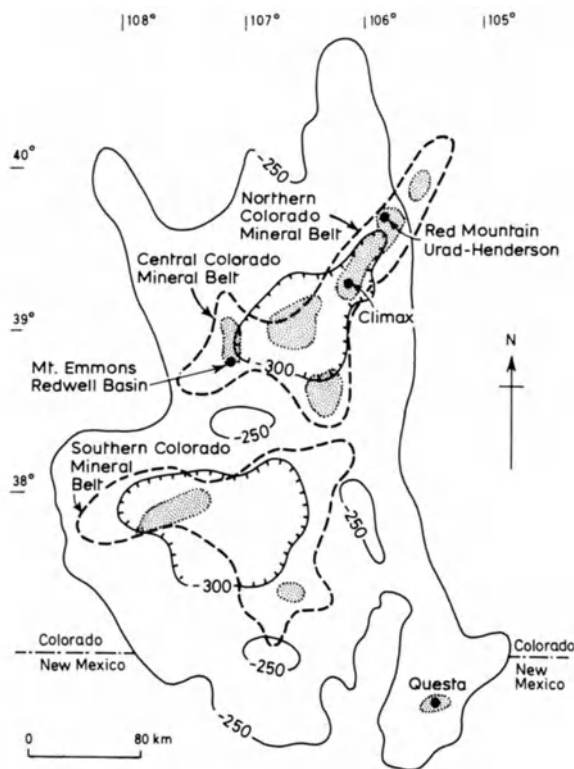 108°
107°
106°
105°
40°
-250
Northern
Colorado
Mineral Belt
Red Mountain
Urad-Henderson
Central Colorado
Mineral Belt
Climax
39°
N
-300
Mt. Emmons
Redwell Basin
-250
Southern Colorado
Mineral
Belt
38°
-250
-300
Colorado
New Mexico
-250
Colorado
New
Mexico
Questa
-250
0 80 km